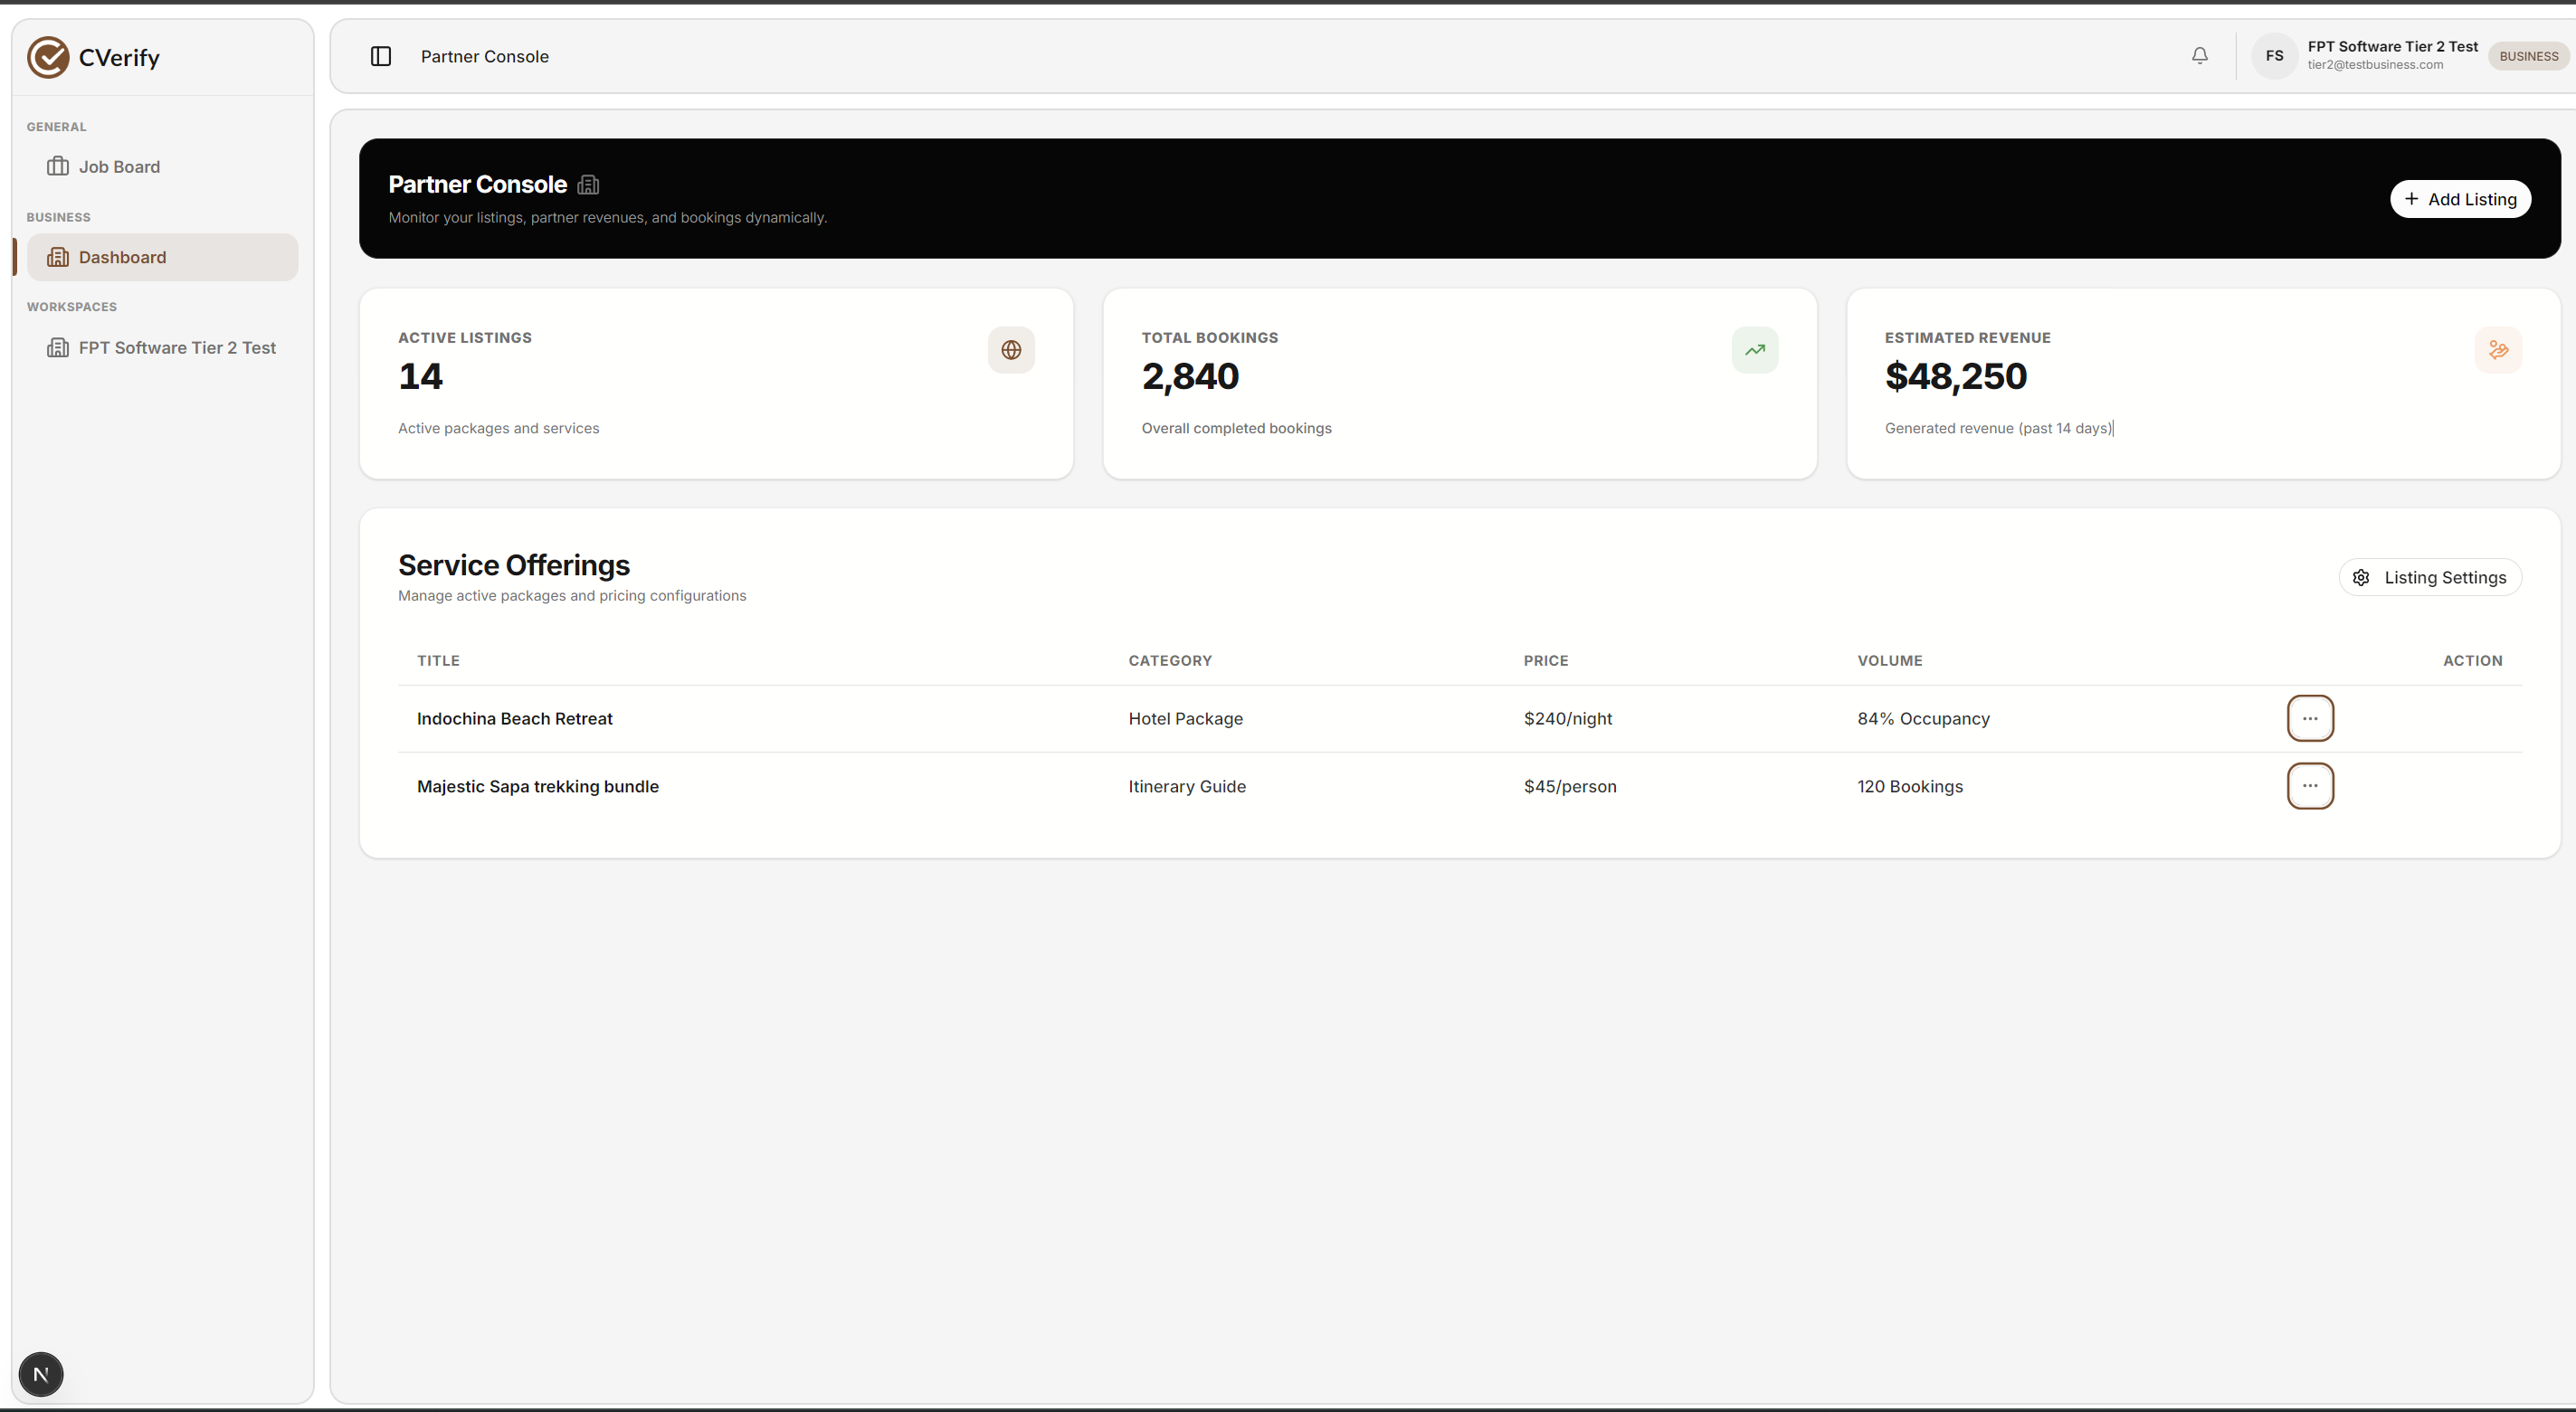 CVerify
GENERAL
Job Board
BUSINESS
Dashboard
WORKSPACES
FPT Software Tier 2 Test
N
Partner Console
FS
FPT Software Tier 2 Test
tier2@testbusiness.com
BUSINESS
Partner Console
Monitor your listings, partner revenues, and bookings dynamically.
+ Add Listing
ACTIVE LISTINGS
14
Active packages and services
TOTAL BOOKINGS
2,840
Overall completed bookings
ESTIMATED REVENUE
$48,250
Generated revenue (past 14 days)
Service Offerings
Manage active packages and pricing configurations
Listing Settings
TITLE CATEGORY PRICE VOLUME ACTION
Indochina Beach Retreat Hotel Package $240/night 84% Occupancy ...
Majestic Sapa trekking bundle Itinerary Guide $45/person 120 Bookings ...